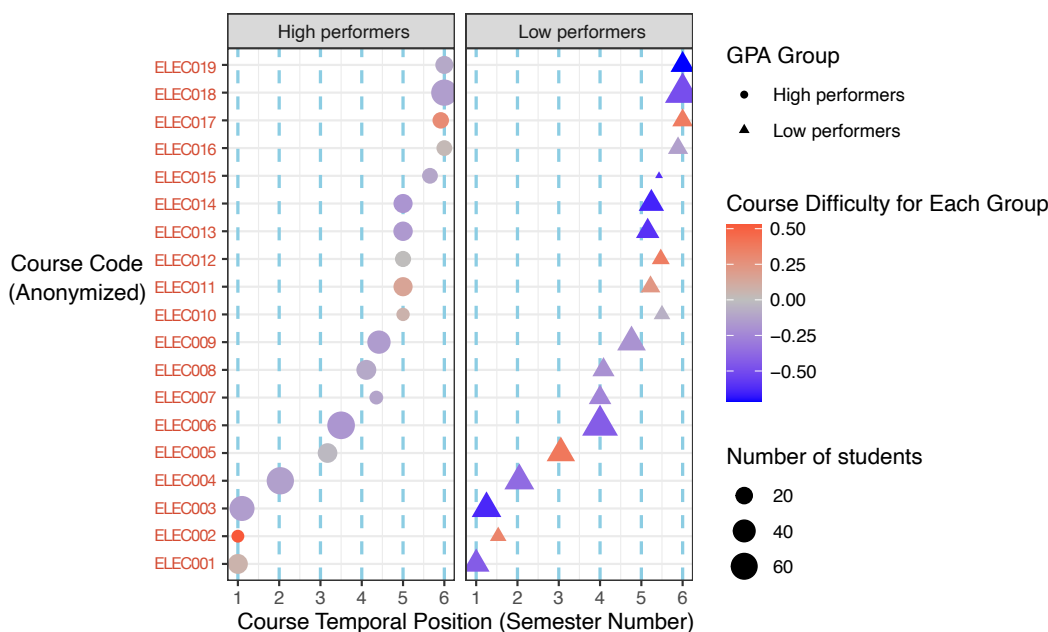 High performers
Low performers
ELEC019
ELEC018
ELEC017
ELEC016
ELEC015
ELEC014
ELEC013
ELEC012
ELEC011
ELEC010
ELEC009
ELEC008
ELEC007
ELEC006
ELEC005
ELEC004
ELEC003
ELEC002
ELEC001
Course Code
(Anonymized)
1 2 3 4 5 6
1 2 3 4 5 6
Course Temporal Position (Semester Number)
GPA Group
High performers
Low performers
Course Difficulty for Each Group
0.50
0.25
0.00
−0.25
−0.50
Number of students
20
40
60